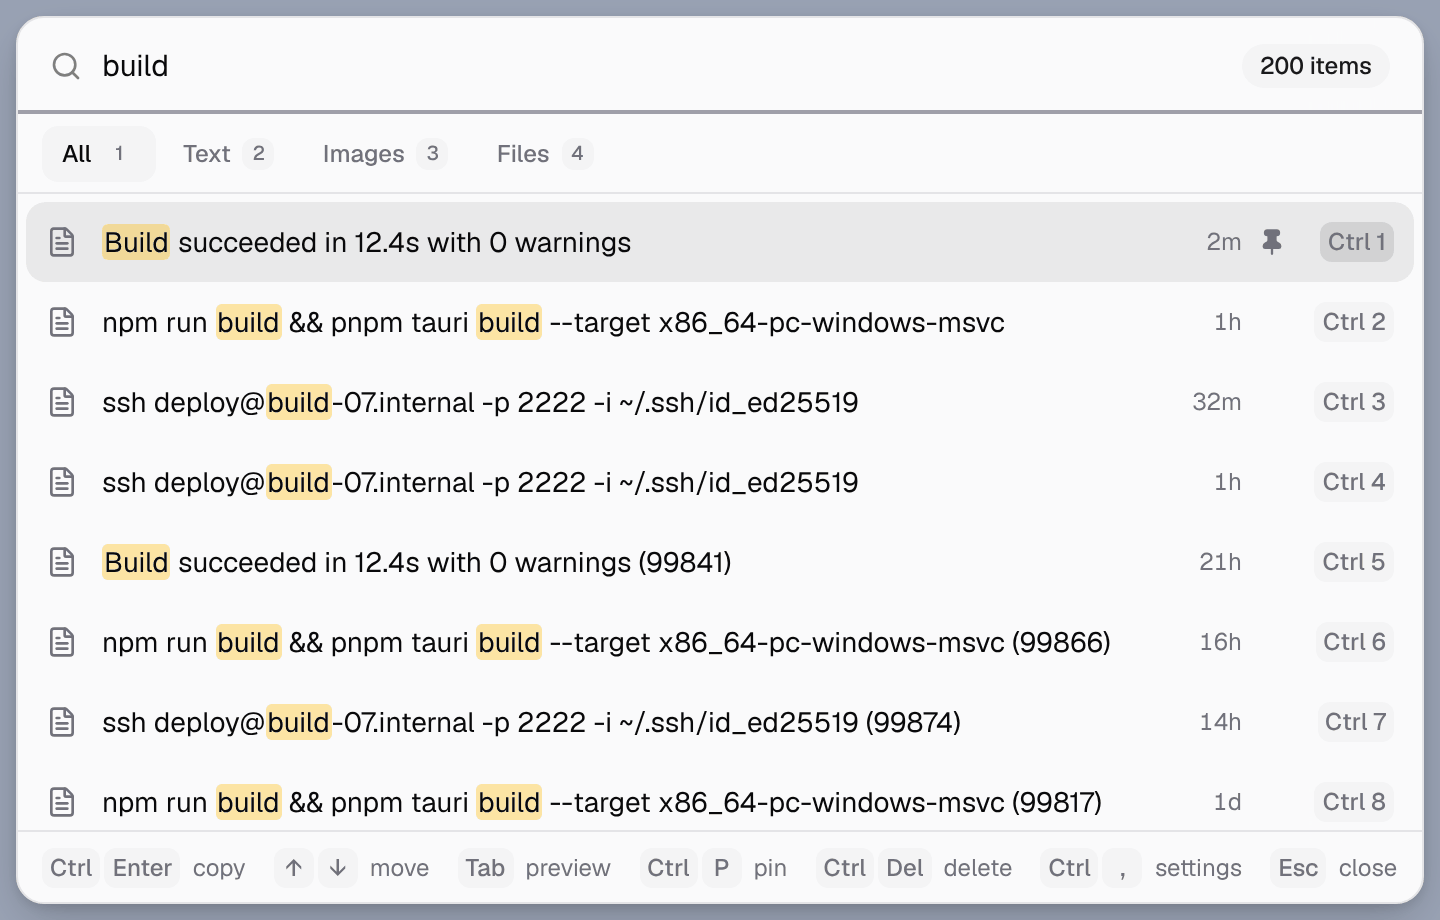 build 200 items
All 1 Text 2 Images 3 Files 4
Build succeeded in 12.4s with 0 warnings 2m Ctrl 1
npm run build && pnpm tauri build --target x86_64-pc-windows-msvc 1h Ctrl 2
ssh deploy@build-07.internal -p 2222 -i ~/.ssh/id_ed25519 32m Ctrl 3
ssh deploy@build-07.internal -p 2222 -i ~/.ssh/id_ed25519 1h Ctrl 4
Build succeeded in 12.4s with 0 warnings (99841) 21h Ctrl 5
npm run build && pnpm tauri build --target x86_64-pc-windows-msvc (99866) 16h Ctrl 6
ssh deploy@build-07.internal -p 2222 -i ~/.ssh/id_ed25519 (99874) 14h Ctrl 7
npm run build && pnpm tauri build --target x86_64-pc-windows-msvc (99817) 1d Ctrl 8
Ctrl Enter copy ↑ ↓ move Tab preview Ctrl P pin Ctrl Del delete Ctrl , settings Esc close